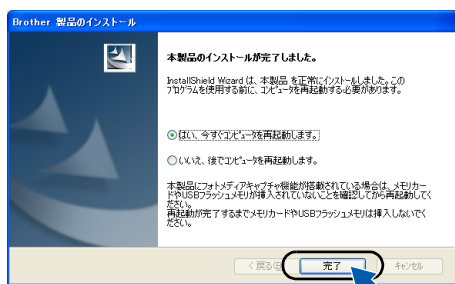 Brother 製品のインストール
本製品のインストールが完了しました。
InstallShield Wizard は、本製品 を正常にインストールしました。この
プログラムを使用する前に、コンピュータを再起動する必要があります。
はい、今すぐコンピュータを再起動します。
いいえ、後でコンピュータを再起動します。
本製品にフォトメディアキャプチャ機能が搭載されている場合は、メモリカー
ドやUSBフラッシュメモリが挿入されていないことを確認してから再起動してく
ださい。
再起動が完了するまでメモリカードやUSBフラッシュメモリは挿入しないでく
ださい。
< 戻る(B) 完了 キャンセル